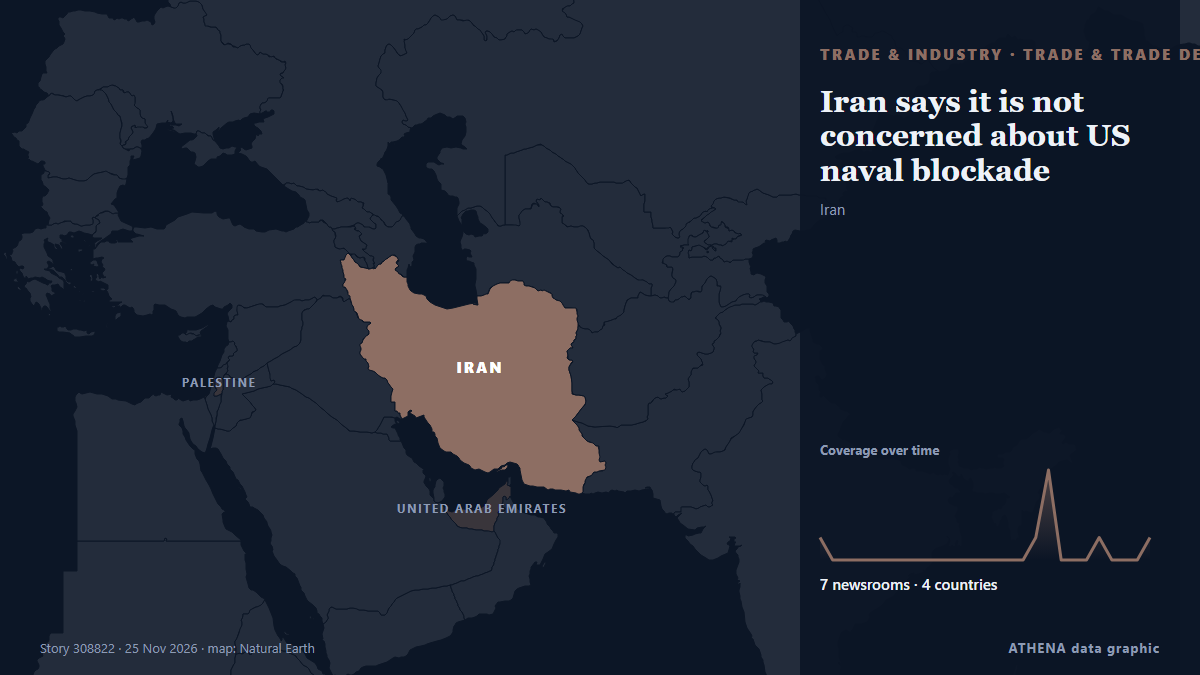 TRADE & INDUSTRY · TRADE & TRADE DE
Iran says it is not
concerned about US
naval blockade
Iran
IRAN
PALESTINE
UNITED ARAB EMIRATES
Coverage over time
7 newsrooms · 4 countries
Story 308822 · 25 Nov 2026 · map: Natural Earth
ATHENA data graphic